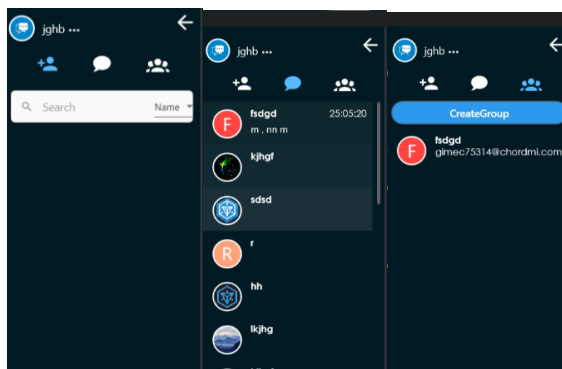 jghb •••
Search
Name
jghb •••
F
fsdgd
25:05:20
m , nn m
kjhgf
sdsd
R
r
hh
lkjhg
jghb •••
CreateGroup
F
fsdgd
gimec75314@chordmi.com